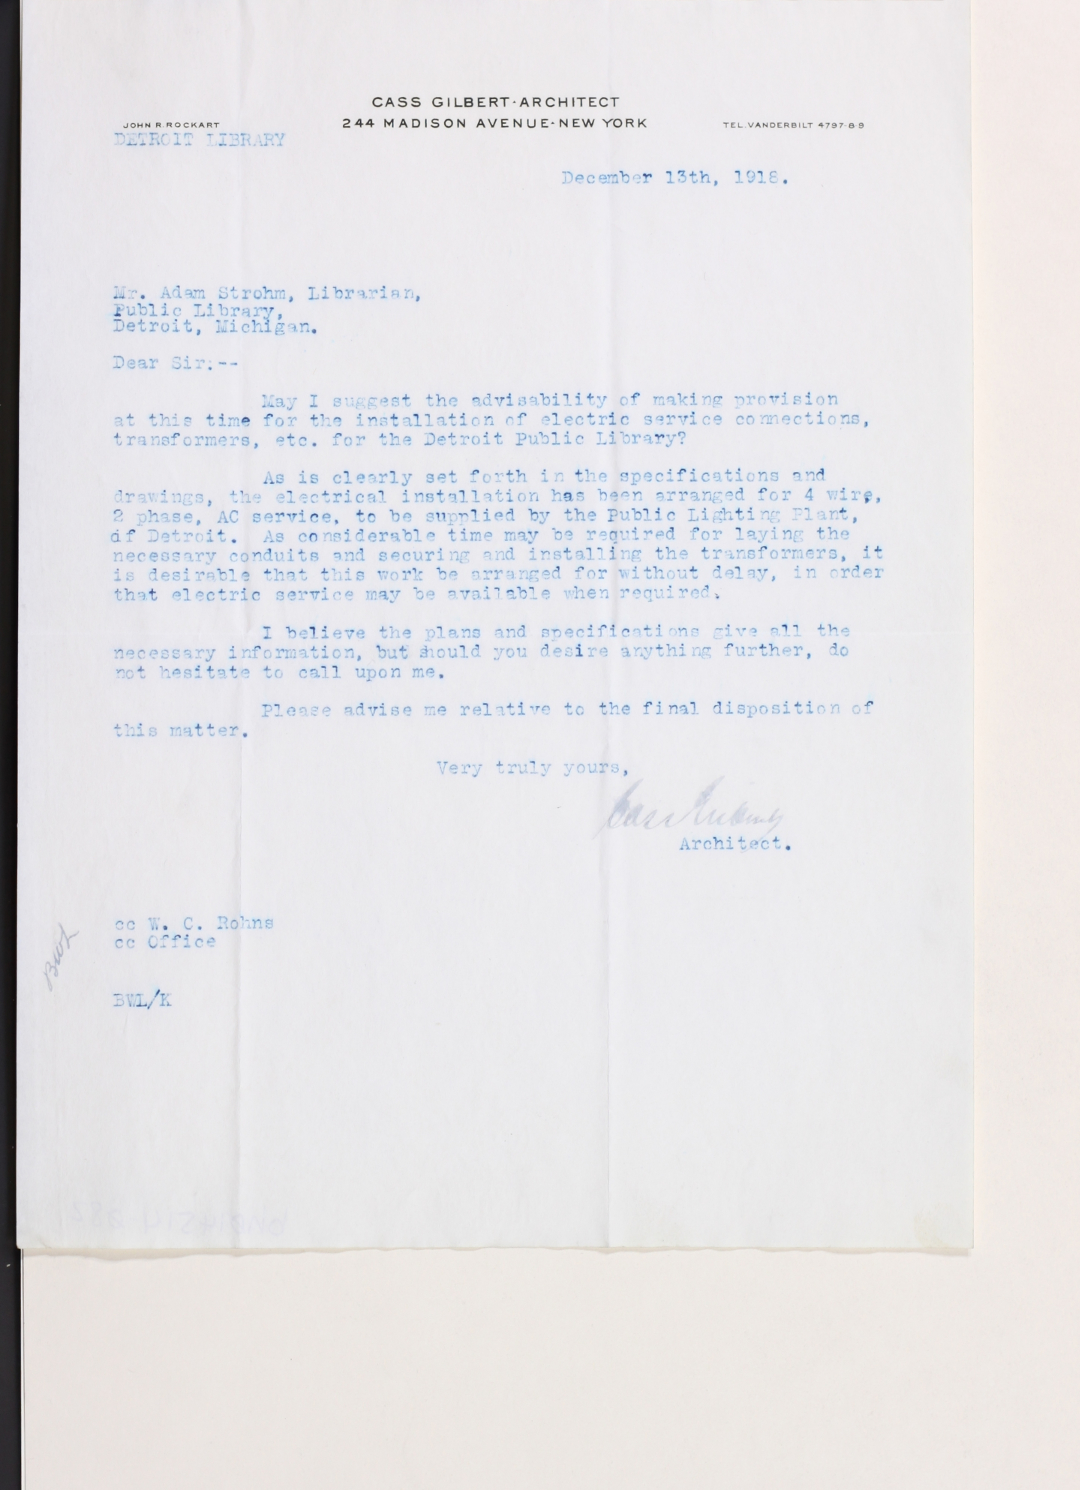 CASS GILBERT·ARCHITECT
JOHN R. ROCKART 244 MADISON AVENUE·NEW YORK TEL. VANDERBILT 4797-8-9
DETROIT LIBRARY
December 13th, 1918.
Mr. Adam Strohm, Librarian,
Public Library,
Detroit, Michigan.
Dear Sir:--
May I suggest the advisability of making provision
at this time for the installation of electric service connections,
transformers, etc. for the Detroit Public Library?
As is clearly set forth in the specifications and
drawings, the electrical installation has been arranged for 4 wire,
2 phase, AC service, to be supplied by the Public Lighting Plant,
of Detroit. As considerable time may be required for laying the
necessary conduits and securing and installing the transformers, it
is desirable that this work be arranged for without delay, in order
that electric service may be available when required.
I believe the plans and specifications give all the
necessary information, but should you desire anything further, do
not hesitate to call upon me.
Please advise me relative to the final disposition of
this matter.
Very truly yours,
Cass Gilbert
Architect.
cc W. C. Rohns
cc Office
BWL
BWL/K